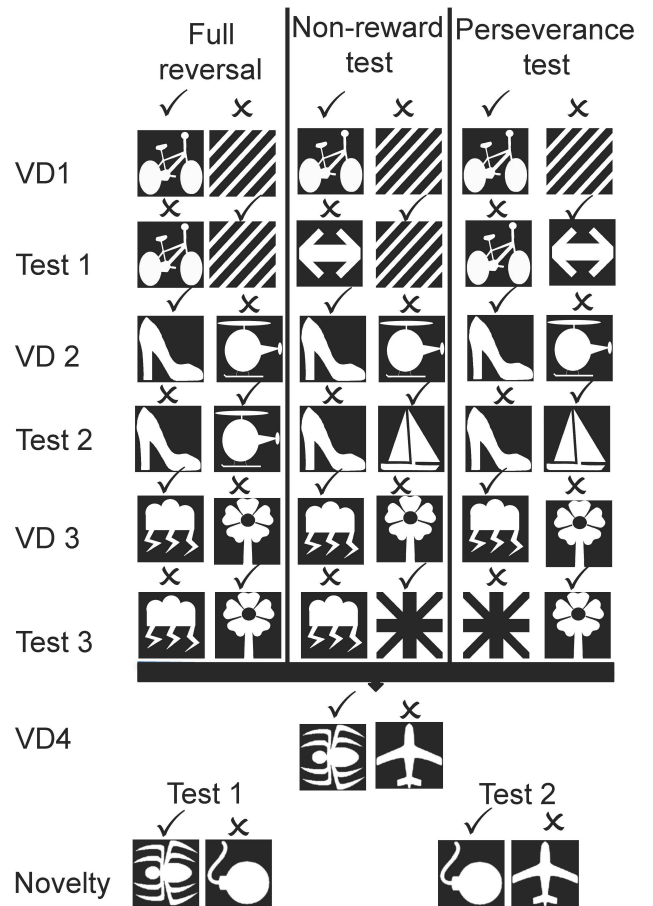 Full
reversal
Non-reward
test
Perseverance
test
✓ x ✓ x ✓ x
VD1
x ✓ x ✓ x ✓
Test 1
✓ x ✓ x ✓ x
VD 2
x ✓ x ✓ x ✓
Test 2
✓ x ✓ x ✓ x
VD 3
x ✓ x ✓ x ✓
Test 3
✓ x
VD4
Test 1
Test 2
✓ x ✓ x
Novelty